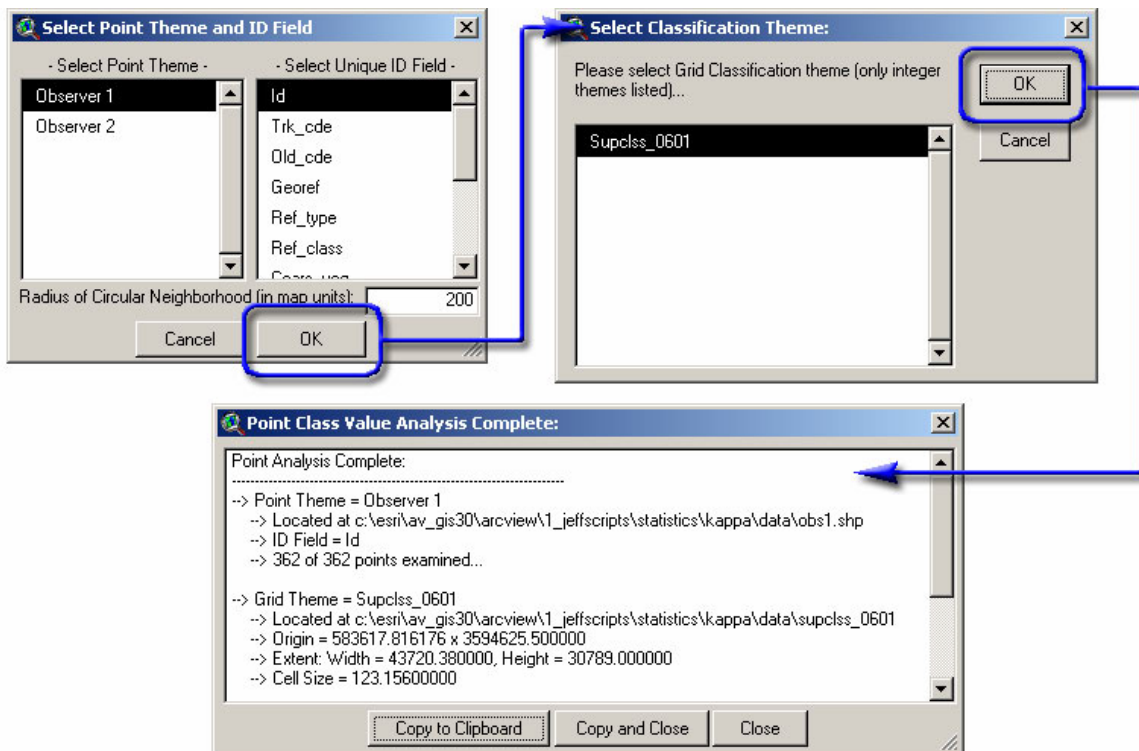 Select Point Theme and ID Field
- Select Point Theme -
- Select Unique ID Field -
Observer 1
Observer 2
Id
Trk_cde
Old_cde
Georef
Ref_type
Ref_class
Radius of Circular Neighborhood (in map units):
200
Cancel
OK
Select Classification Theme:
Please select Grid Classification theme (only integer
themes listed)...
OK
Cancel
Supclss_0601
Point Class Value Analysis Complete:
Point Analysis Complete:
---------------------------------------------------------------------
--> Point Theme = Observer 1
--> Located at c:\esri\av_gis30\arcview\1_jeffscripts\statistics\kappa\data\obs1.shp
--> ID Field = Id
--> 362 of 362 points examined...
--> Grid Theme = Supclss_0601
--> Located at c:\esri\av_gis30\arcview\1_jeffscripts\statistics\kappa\data\supclss_0601
--> Origin = 583617.816176 x 3594625.500000
--> Extent: Width = 43720.380000, Height = 30789.000000
--> Cell Size = 123.15600000
Copy to Clipboard
Copy and Close
Close